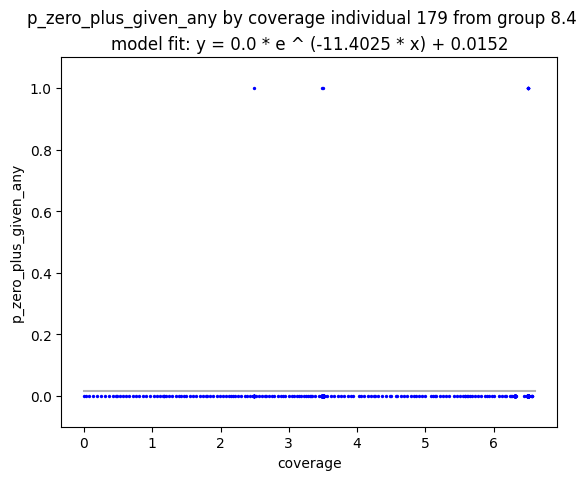 p_zero_plus_given_any by coverage individual 179 from group 8.4
model fit: y = 0.0 * e ^ (-11.4025 * x) + 0.0152
1.0
0.8
0.6
0.4
0.2
0.0
p_zero_plus_given_any
0 1 2 3 4 5 6
coverage